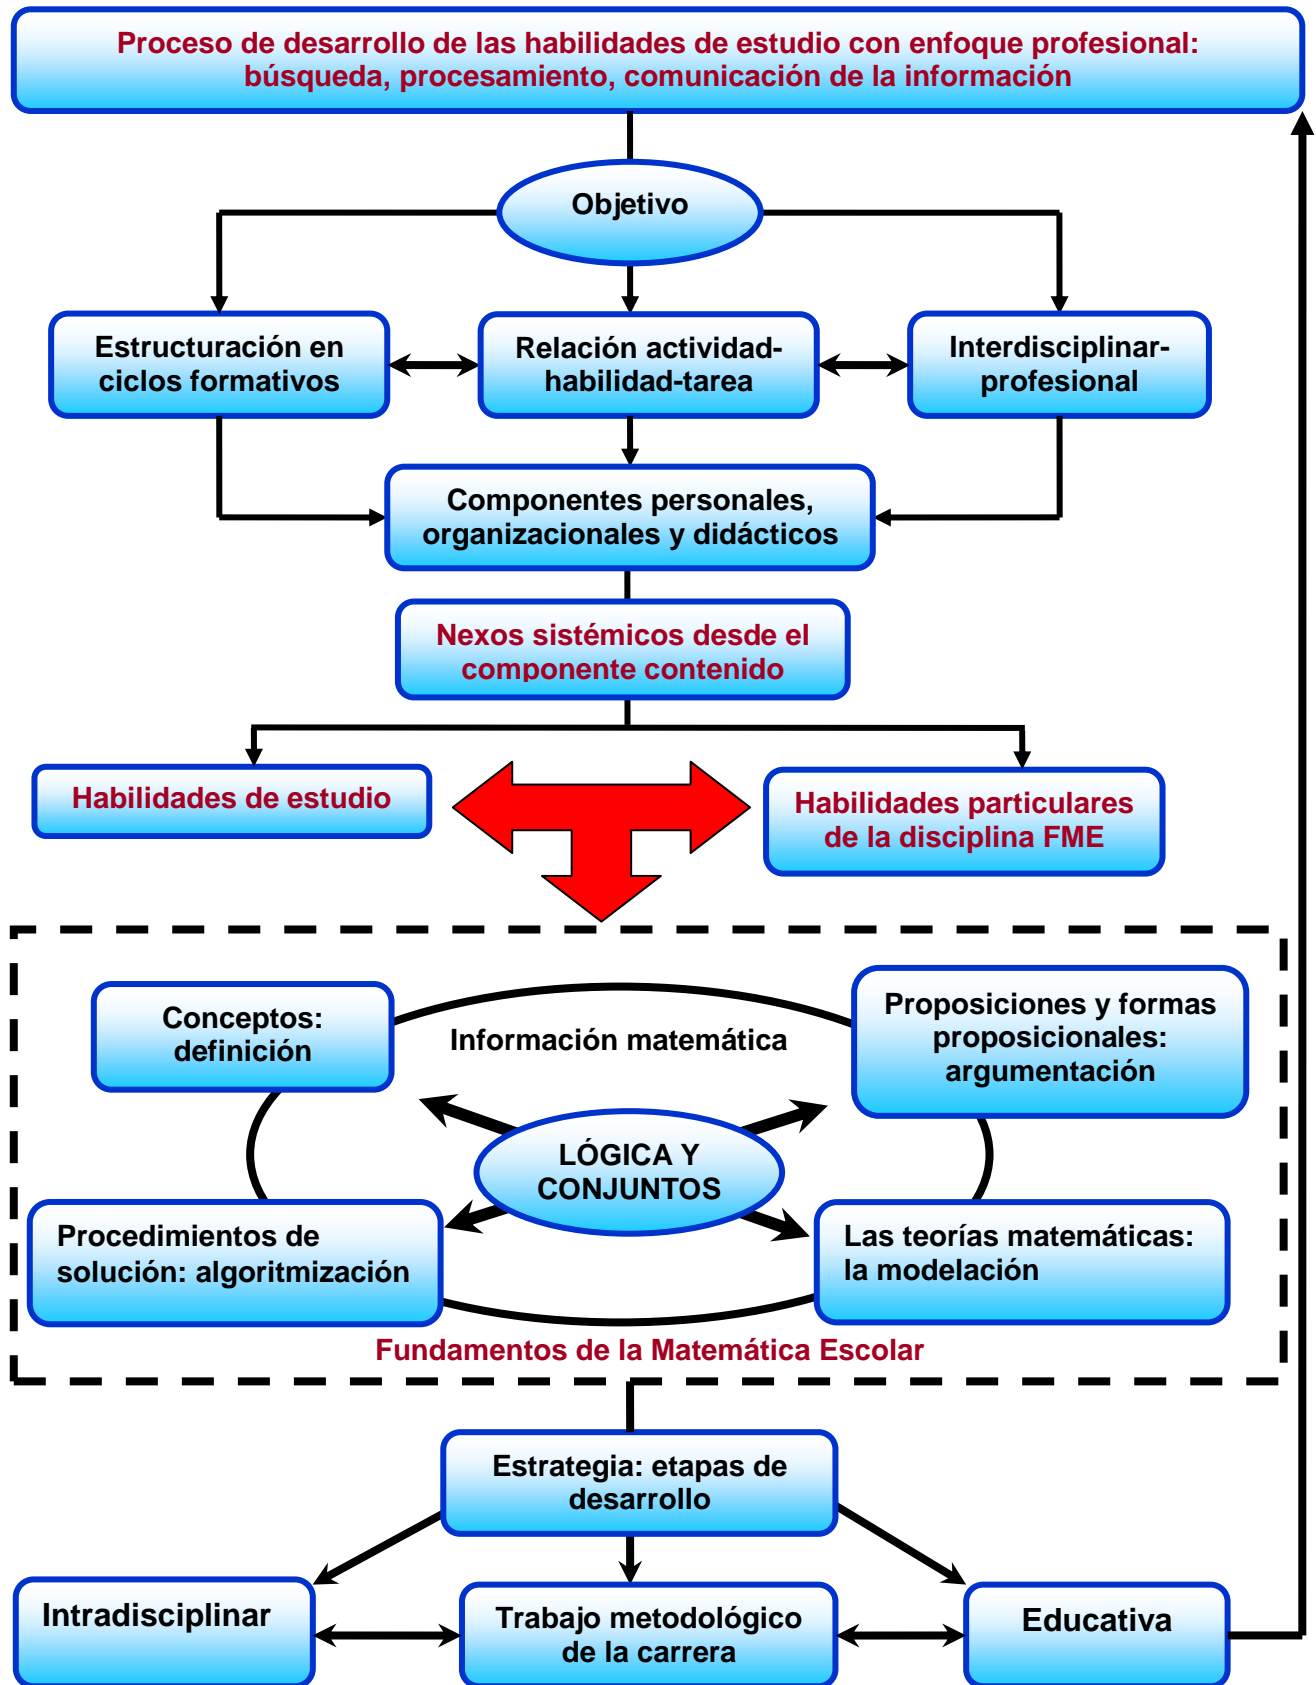 Proceso de desarrollo de las habilidades de estudio con enfoque profesional:
búsqueda, procesamiento, comunicación de la información
Objetivo
Estructuración en
ciclos formativos
Relación actividad-
habilidad-tarea
Interdisciplinar-
profesional
Componentes personales,
organizacionales y didácticos
Nexos sistémicos desde el
componente contenido
Habilidades de estudio
Habilidades particulares
de la disciplina FME
Conceptos:
definición
Información matemática
Proposiciones y formas
proposicionales:
argumentación
LÓGICA Y
CONJUNTOS
Procedimientos de
solución: algoritmización
Las teorías matemáticas:
la modelación
Fundamentos de la Matemática Escolar
Estrategia: etapas de
desarrollo
Intradisciplinar
Trabajo metodológico
de la carrera
Educativa